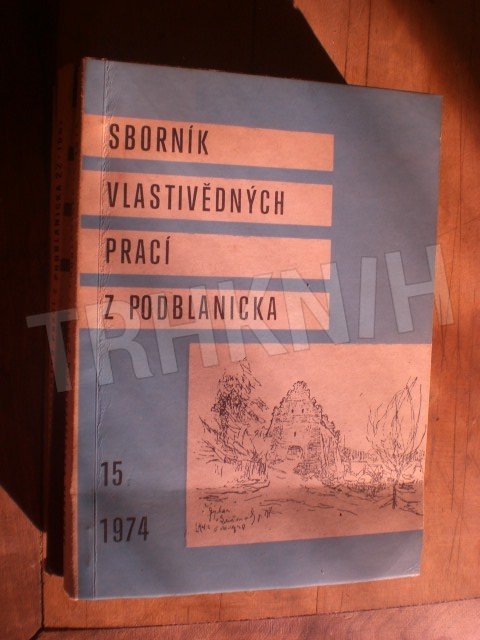 SBORNÍK
VLASTIVĚDNÝCH
PRACÍ
Z PODBLANICKA
TRHKNIH
15
1974